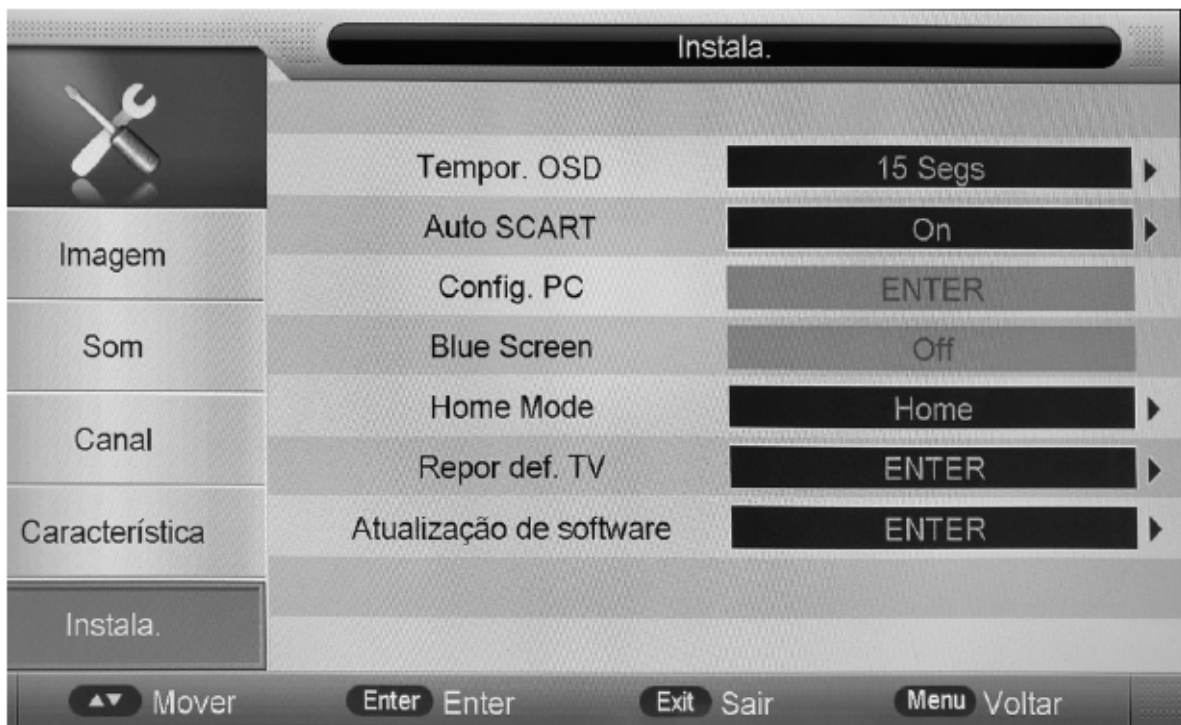 Instala.
Tempor. OSD 15 Segs
Auto SCART On
Config. PC ENTER
Blue Screen Off
Home Mode Home
Repor def. TV ENTER
Atualização de software ENTER
Imagem
Som
Canal
Característica
Instala.
▲▼ Mover Enter Enter Exit Sair Menu Voltar